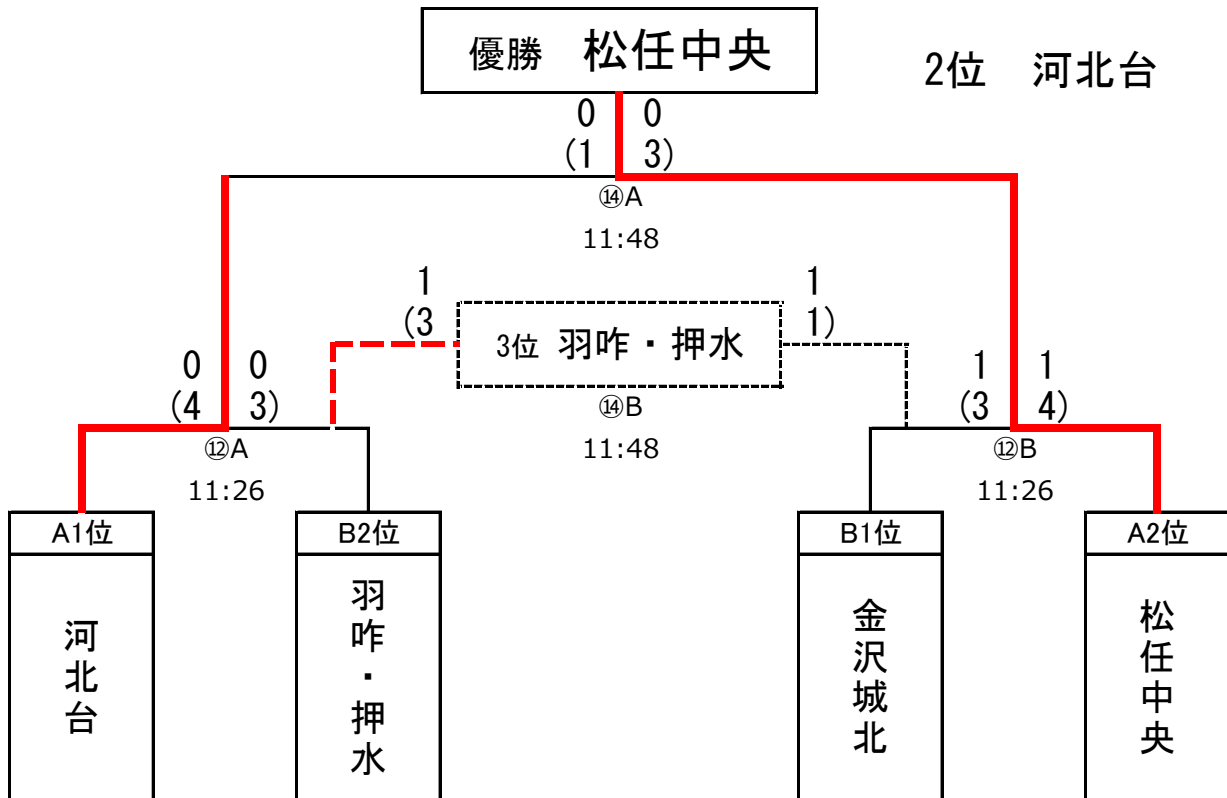 優勝 松任中央
2位 河北台
0 0
(1 3)
⑭A
11:48
1 1
(3 1)
3位 羽咋・押水
⑭B
11:48
0 0
(4 3)
⑫A
11:26
1 1
(3 4)
⑫B
11:26
A1位
B2位
B1位
A2位
河北台
羽咋・押水
金沢城北
松任中央